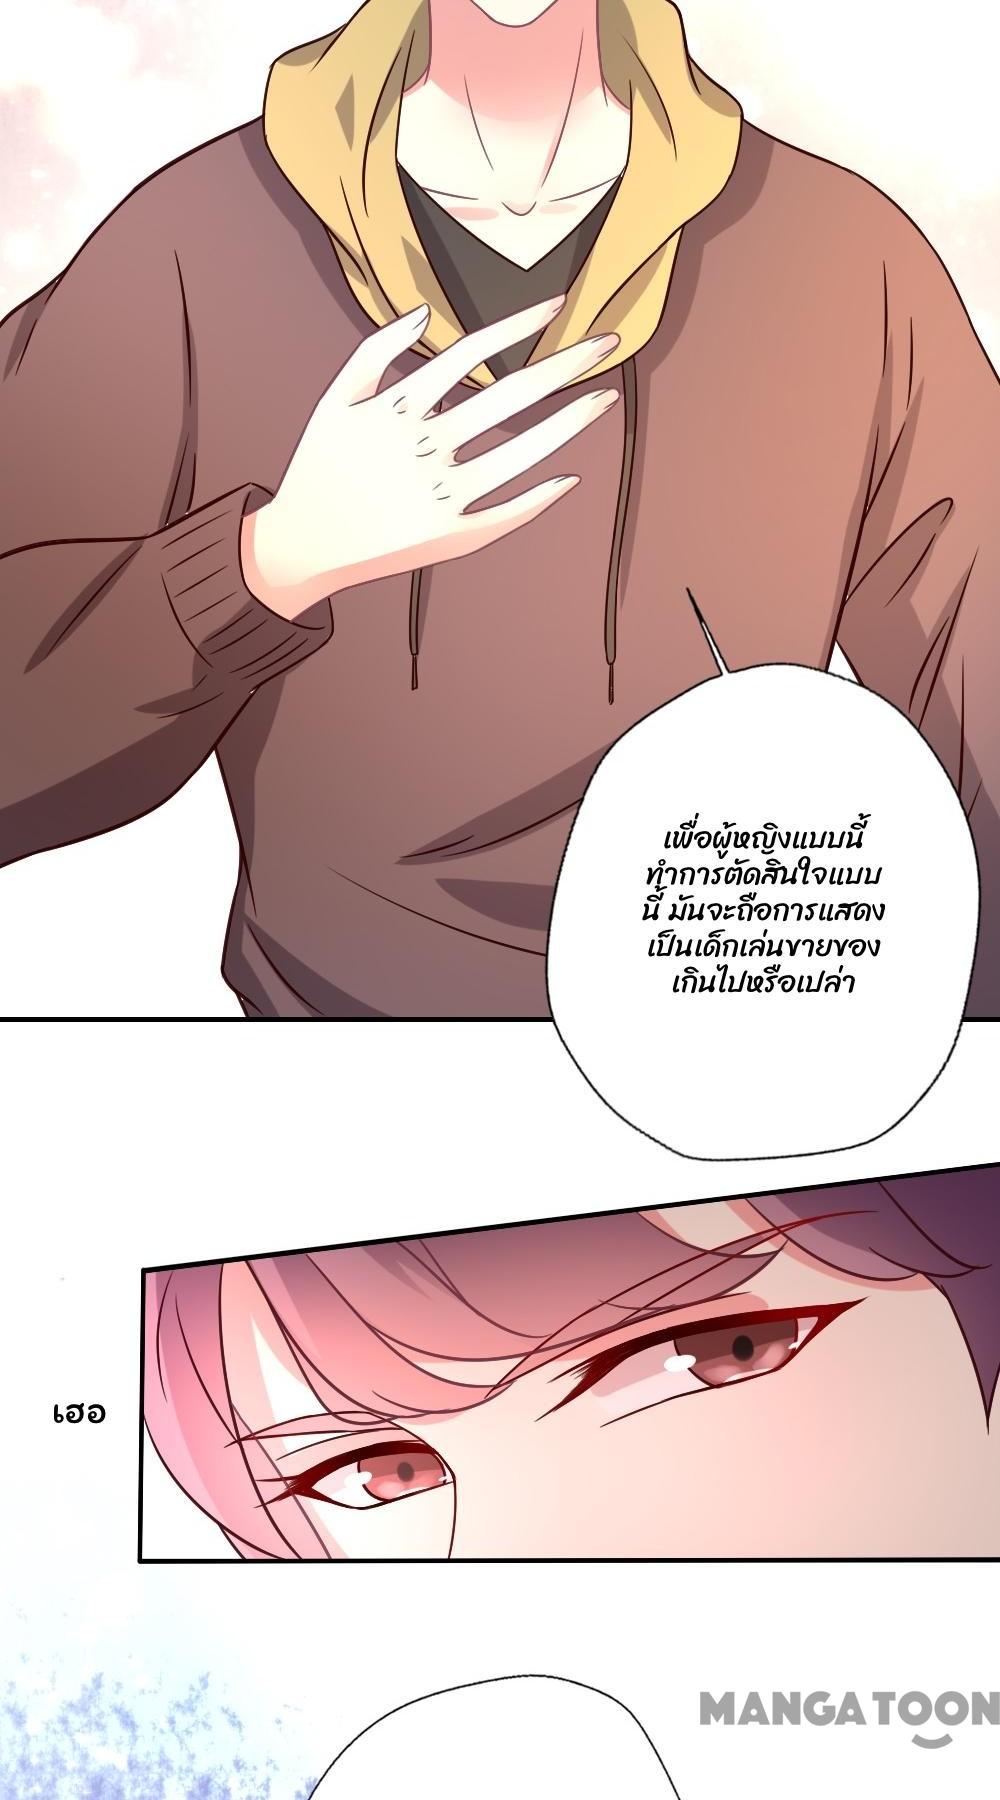 เพื่อผู้หญิงแบบนี้
ทำการตัดสินใจแบบ
นี้ มันจะถือการแสดง
เป็นเด็กเล่นขายของ
เกินไปหรือเปล่า
เฮอ
MANGATOON